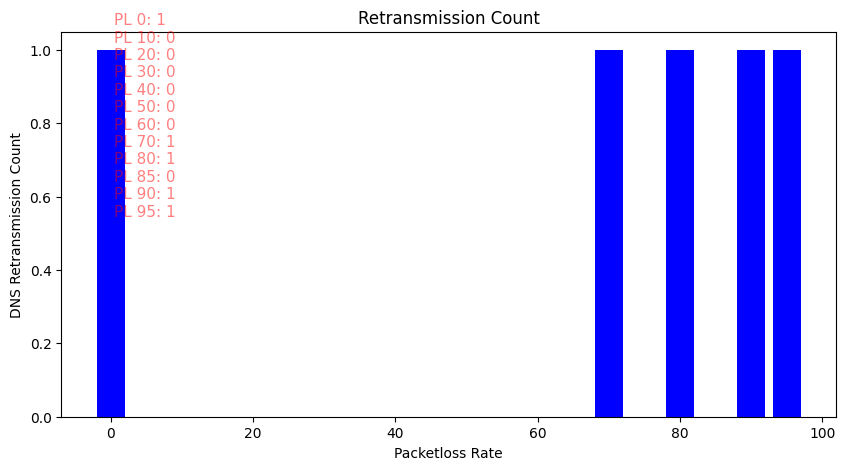 Retransmission Count
PL 0: 1
PL 10: 0
PL 20: 0
PL 30: 0
PL 40: 0
PL 50: 0
PL 60: 0
PL 70: 1
PL 80: 1
PL 85: 0
PL 90: 1
PL 95: 1
DNS Retransmission Count
1.0
0.8
0.6
0.4
0.2
0.0
0 20 40 60 80 100
Packetloss Rate